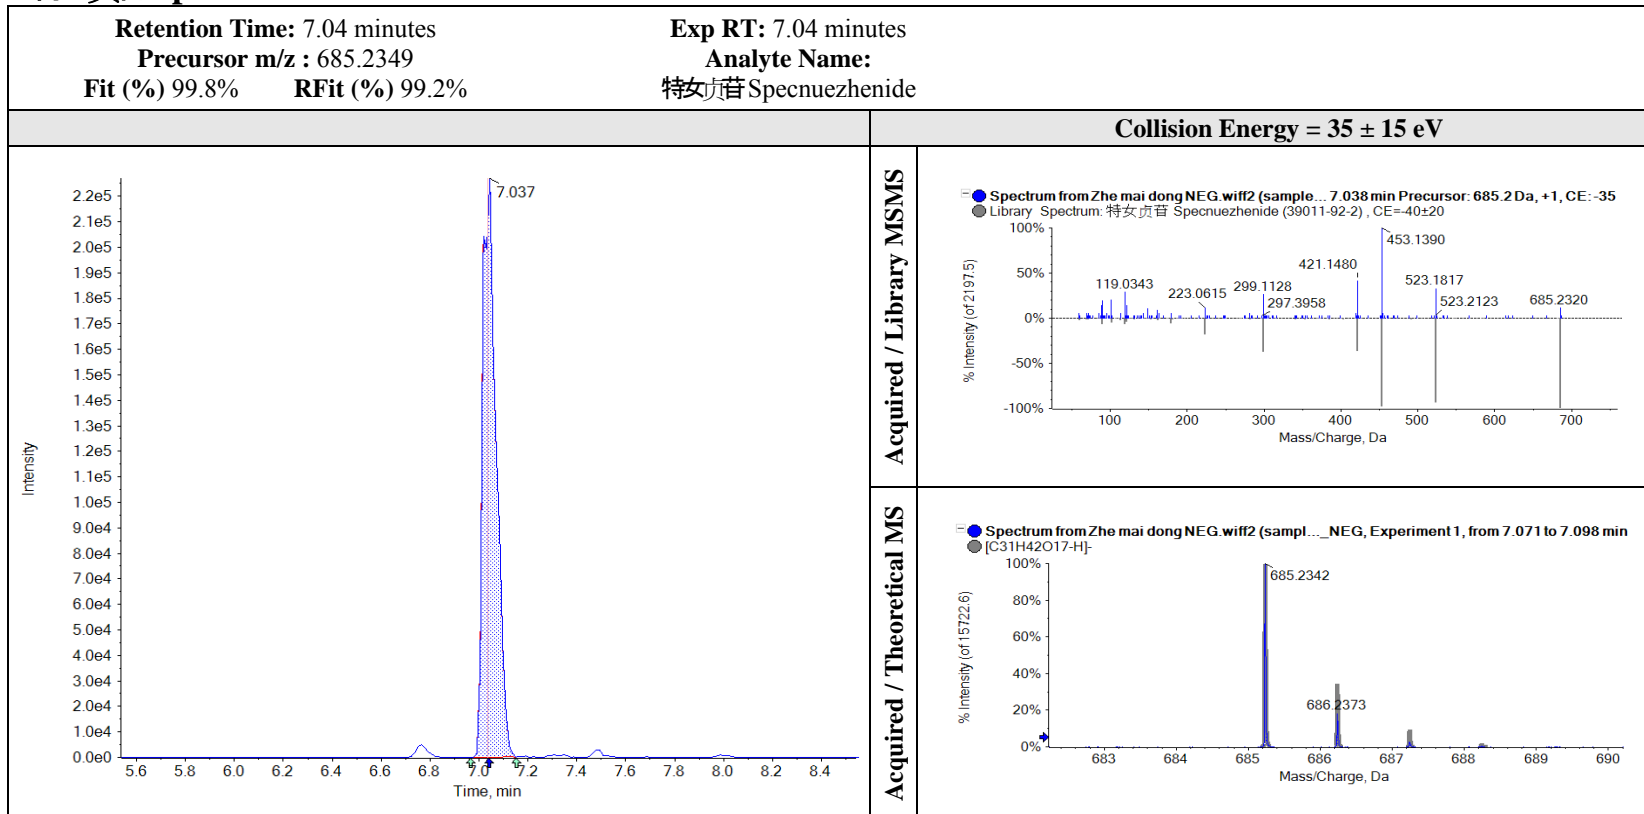 Retention Time: 7.04 minutes
Precursor m/z : 685.2349
Fit (%) 99.8% RFit (%) 99.2%
Exp RT: 7.04 minutes
Analyte Name:
特女贞苷Specnuezhenide
Collision Energy = 35 ± 15 eV
Intensity
2.2e5
2.1e5
2.0e5
1.9e5
1.8e5
1.7e5
1.6e5
1.5e5
1.4e5
1.3e5
1.2e5
1.1e5
1.0e5
9.0e4
8.0e4
7.0e4
6.0e4
5.0e4
4.0e4
3.0e4
2.0e4
1.0e4
0.0e0
7.037
5.6 5.8 6.0 6.2 6.4 6.6 6.8 7.0 7.2 7.4 7.6 7.8 8.0 8.2 8.4
Time, min
Acquired / Library MSMS
Spectrum from Zhe mai dong NEG.wiff2 (sample... 7.038 min Precursor: 685.2 Da, +1, CE: -35
Library Spectrum: 特女贞苷 Specnuezhenide (39011-92-2) , CE=-40±20
% Intensity (of 2197.5)
100%
50%
0%
-50%
-100%
119.0343
223.0615
299.1128
297.3958
421.1480
453.1390
523.1817
523.2123
685.2320
100 200 300 400 500 600 700
Mass/Charge, Da
Acquired / Theoretical MS
Spectrum from Zhe mai dong NEG.wiff2 (sampl..._NEG, Experiment 1, from 7.071 to 7.098 min
[C31H42O17-H]-
% Intensity (of 15722.6)
100%
80%
60%
40%
20%
0%
685.2342
686.2373
683 684 685 686 687 688 689 690
Mass/Charge, Da